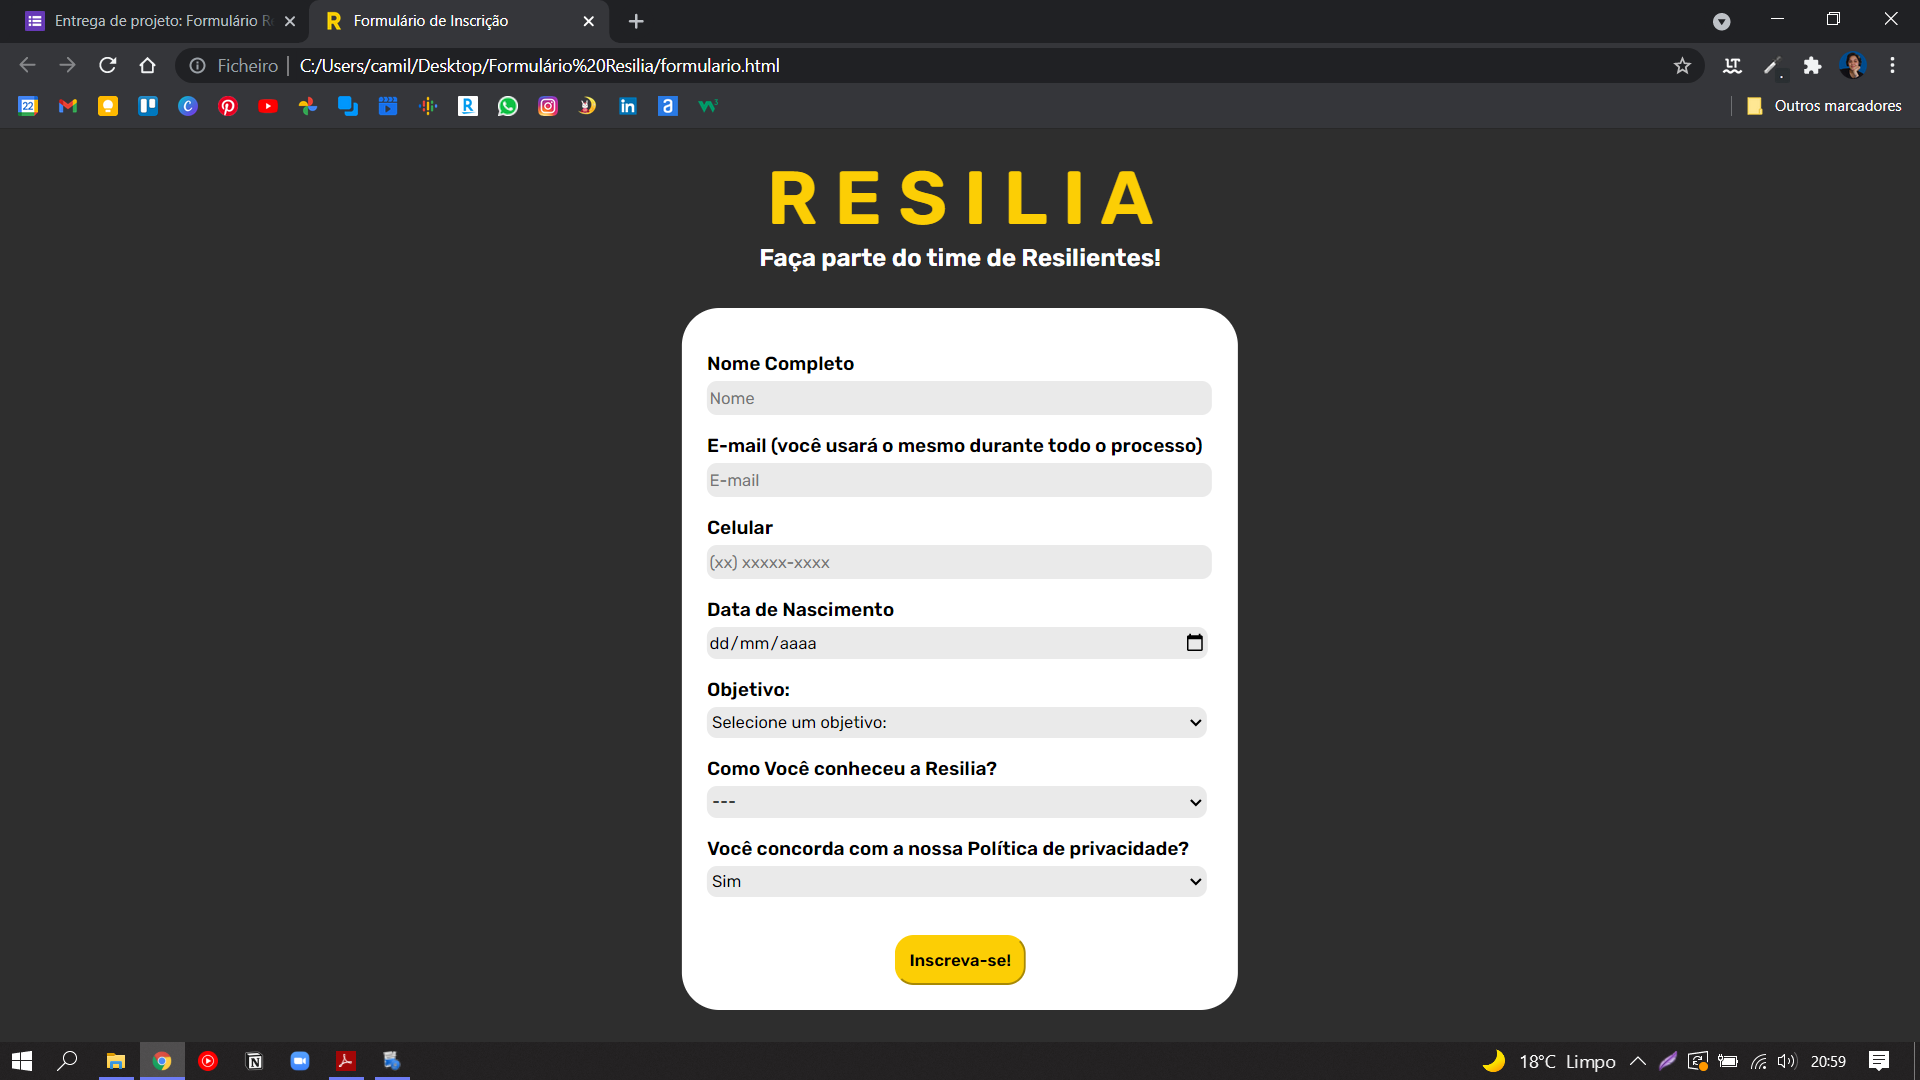 Entrega de projeto: Formulário R
Formulário de Inscrição
Ficheiro
C:/Users/camil/Desktop/Formulário%20Resilia/formulario.html
Outros marcadores
RESILIA
Faça parte do time de Resilientes!
Nome Completo
Nome
E-mail (você usará o mesmo durante todo o processo)
E-mail
Celular
(xx) xxxxx-xxxx
Data de Nascimento
dd/mm/aaaa
Objetivo:
Selecione um objetivo:
Como Você conheceu a Resilia?
---
Você concorda com a nossa Política de privacidade?
Sim
Inscreva-se!
18°C Limpo
20:59